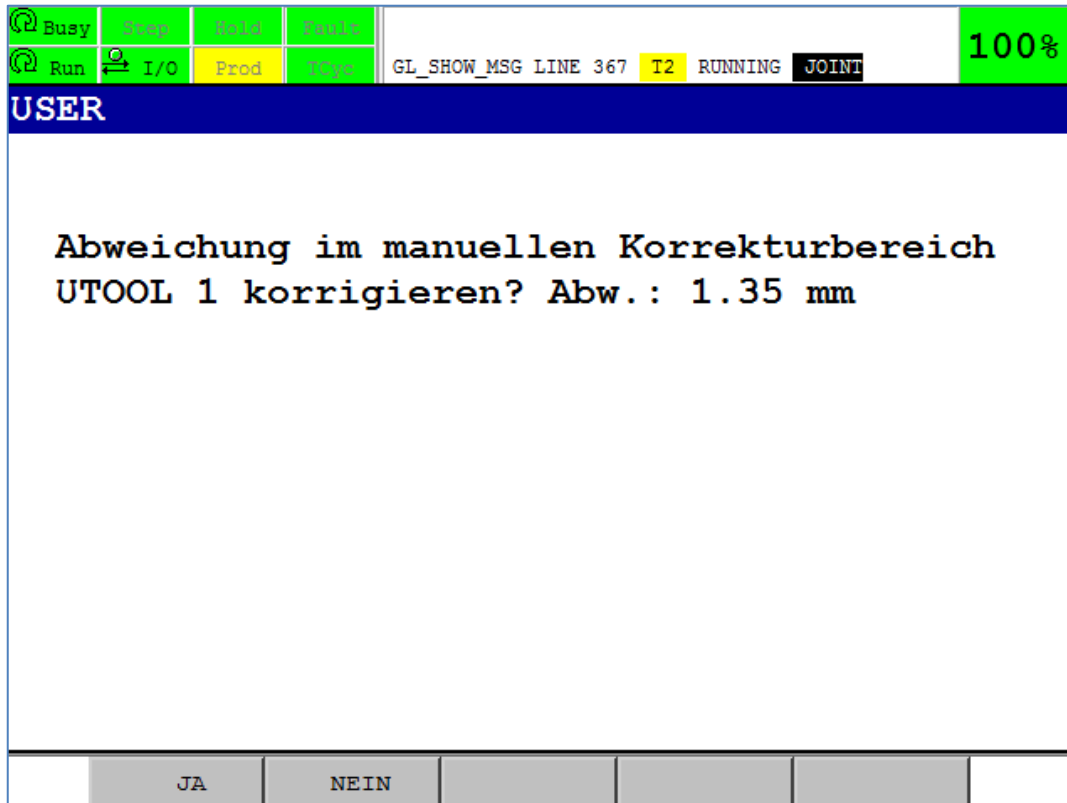 Busy Step Hold Fault
Run I/O Prod TCyc GL_SHOW_MSG LINE 367 T2 RUNNING JOINT 100%
USER
Abweichung im manuellen Korrekturbereich
UTOOL 1 korrigieren? Abw.: 1.35 mm
JA NEIN